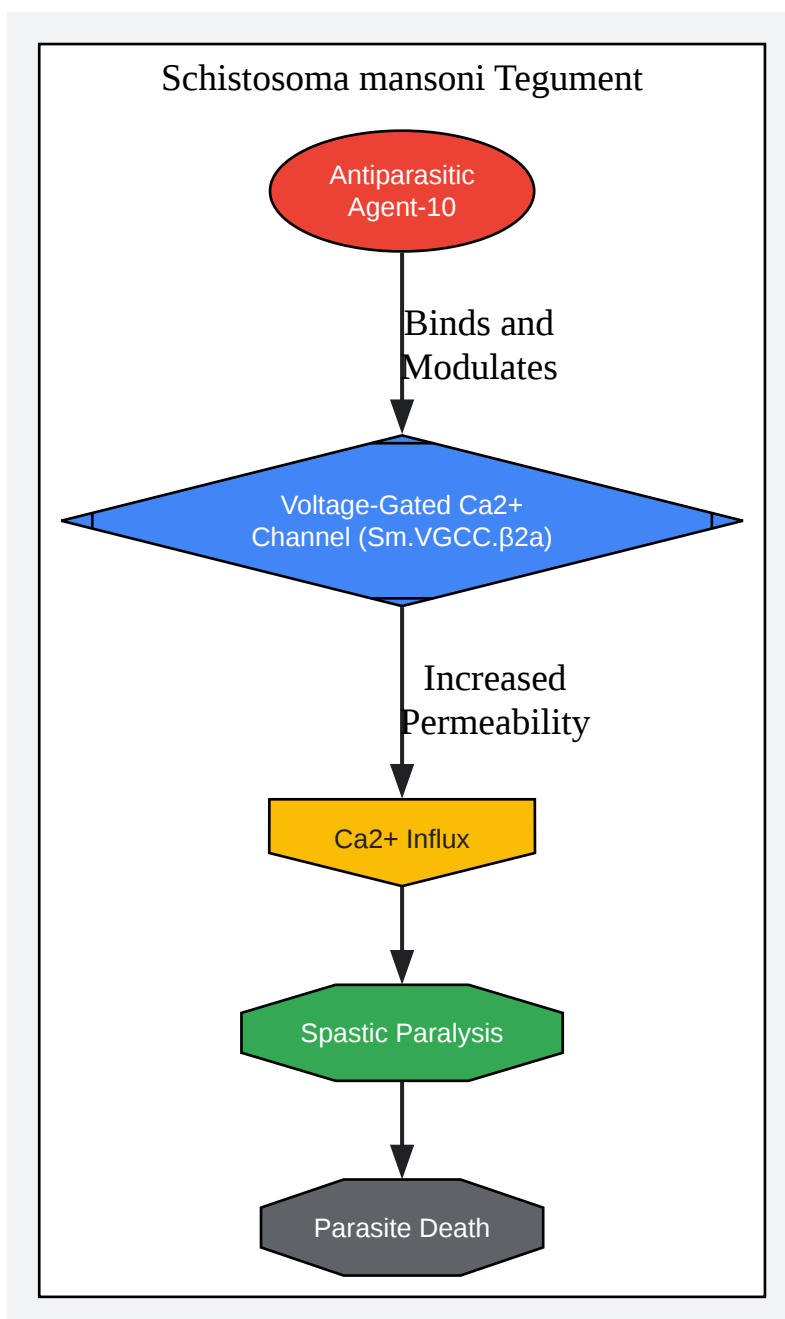 Schistosoma mansoni Tegument
Antiparasitic
Agent-10
Binds and
Modulates
Voltage-Gated Ca2+
Channel (Sm.VGCC.β2a)
Increased
Permeability
Ca2+ Influx
Spastic Paralysis
Parasite Death